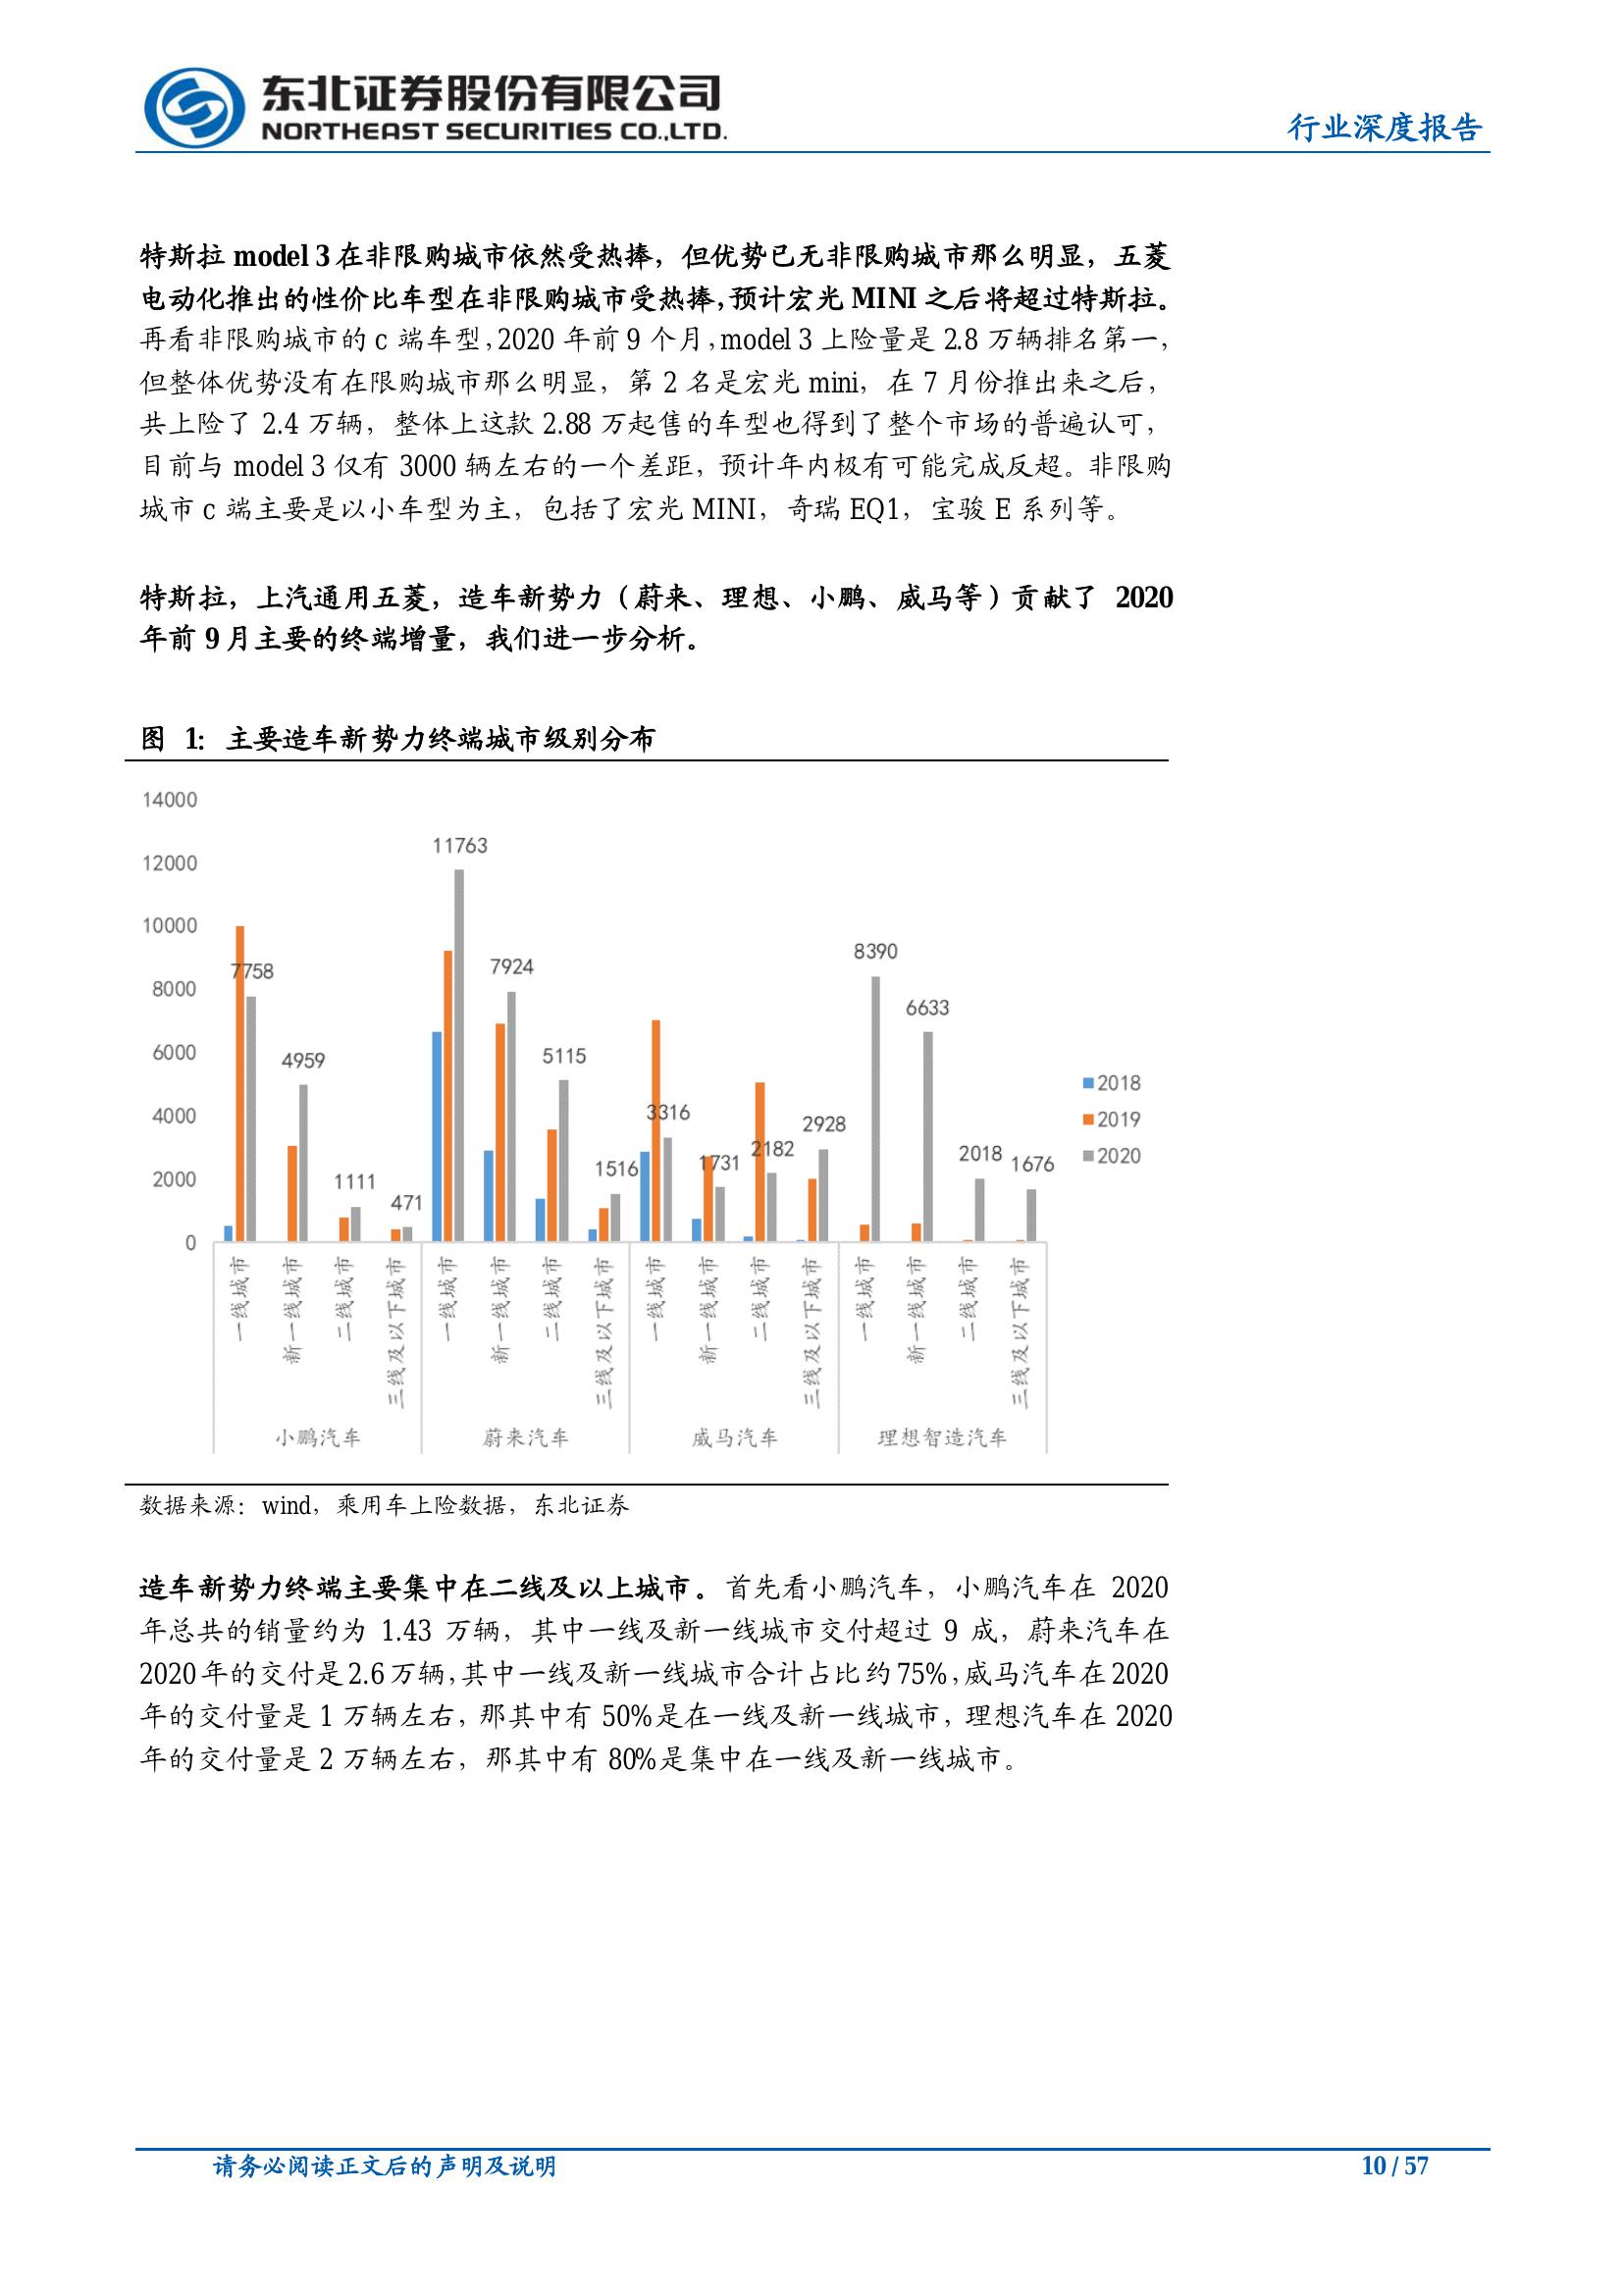 东北证券股份有限公司
NORTHEAST SECURITIES CO.,LTD.
行业深度报告
特斯拉 model 3 在非限购城市依然受热捧，但优势已无非限购城市那么明显，五菱
电动化推出的性价比车型在非限购城市受热捧，预计宏光 MINI 之后将超过特斯拉。
再看非限购城市的 c 端车型，2020 年前 9 个月，model 3 上险量是 2.8 万辆排名第一，
但整体优势没有在限购城市那么明显，第 2 名是宏光 mini，在 7 月份推出来之后，
共上险了 2.4 万辆，整体上这款 2.88 万起售的车型也得到了整个市场的普遍认可，
目前与 model 3 仅有 3000 辆左右的一个差距，预计年内极有可能完成反超。非限购
城市 c 端主要是以小车型为主，包括了宏光 MINI，奇瑞 EQ1，宝骏 E 系列等。
特斯拉，上汽通用五菱，造车新势力（蔚来、理想、小鹏、威马等）贡献了 2020
年前 9 月主要的终端增量，我们进一步分析。
图 1：主要造车新势力终端城市级别分布
14000
12000
10000
8000
6000
4000
2000
0
7758
4959
1111
471
11763
7924
5115
1516
3316
1731
2182
2928
8390
6633
2018
1676
2018
2019
2020
一线城市
新一线城市
二线城市
三线及以下城市
一线城市
新一线城市
二线城市
三线及以下城市
一线城市
新一线城市
二线城市
三线及以下城市
一线城市
新一线城市
二线城市
三线及以下城市
小鹏汽车
蔚来汽车
威马汽车
理想智造汽车
数据来源：wind，乘用车上险数据，东北证券
造车新势力终端主要集中在二线及以上城市。首先看小鹏汽车，小鹏汽车在 2020
年总共的销量约为 1.43 万辆，其中一线及新一线城市交付超过 9 成，蔚来汽车在
2020 年的交付是 2.6 万辆，其中一线及新一线城市合计占比约 75%，威马汽车在 2020
年的交付量是 1 万辆左右，那其中有 50%是在一线及新一线城市，理想汽车在 2020
年的交付量是 2 万辆左右，那其中有 80%是集中在一线及新一线城市。
请务必阅读正文后的声明及说明
10 / 57